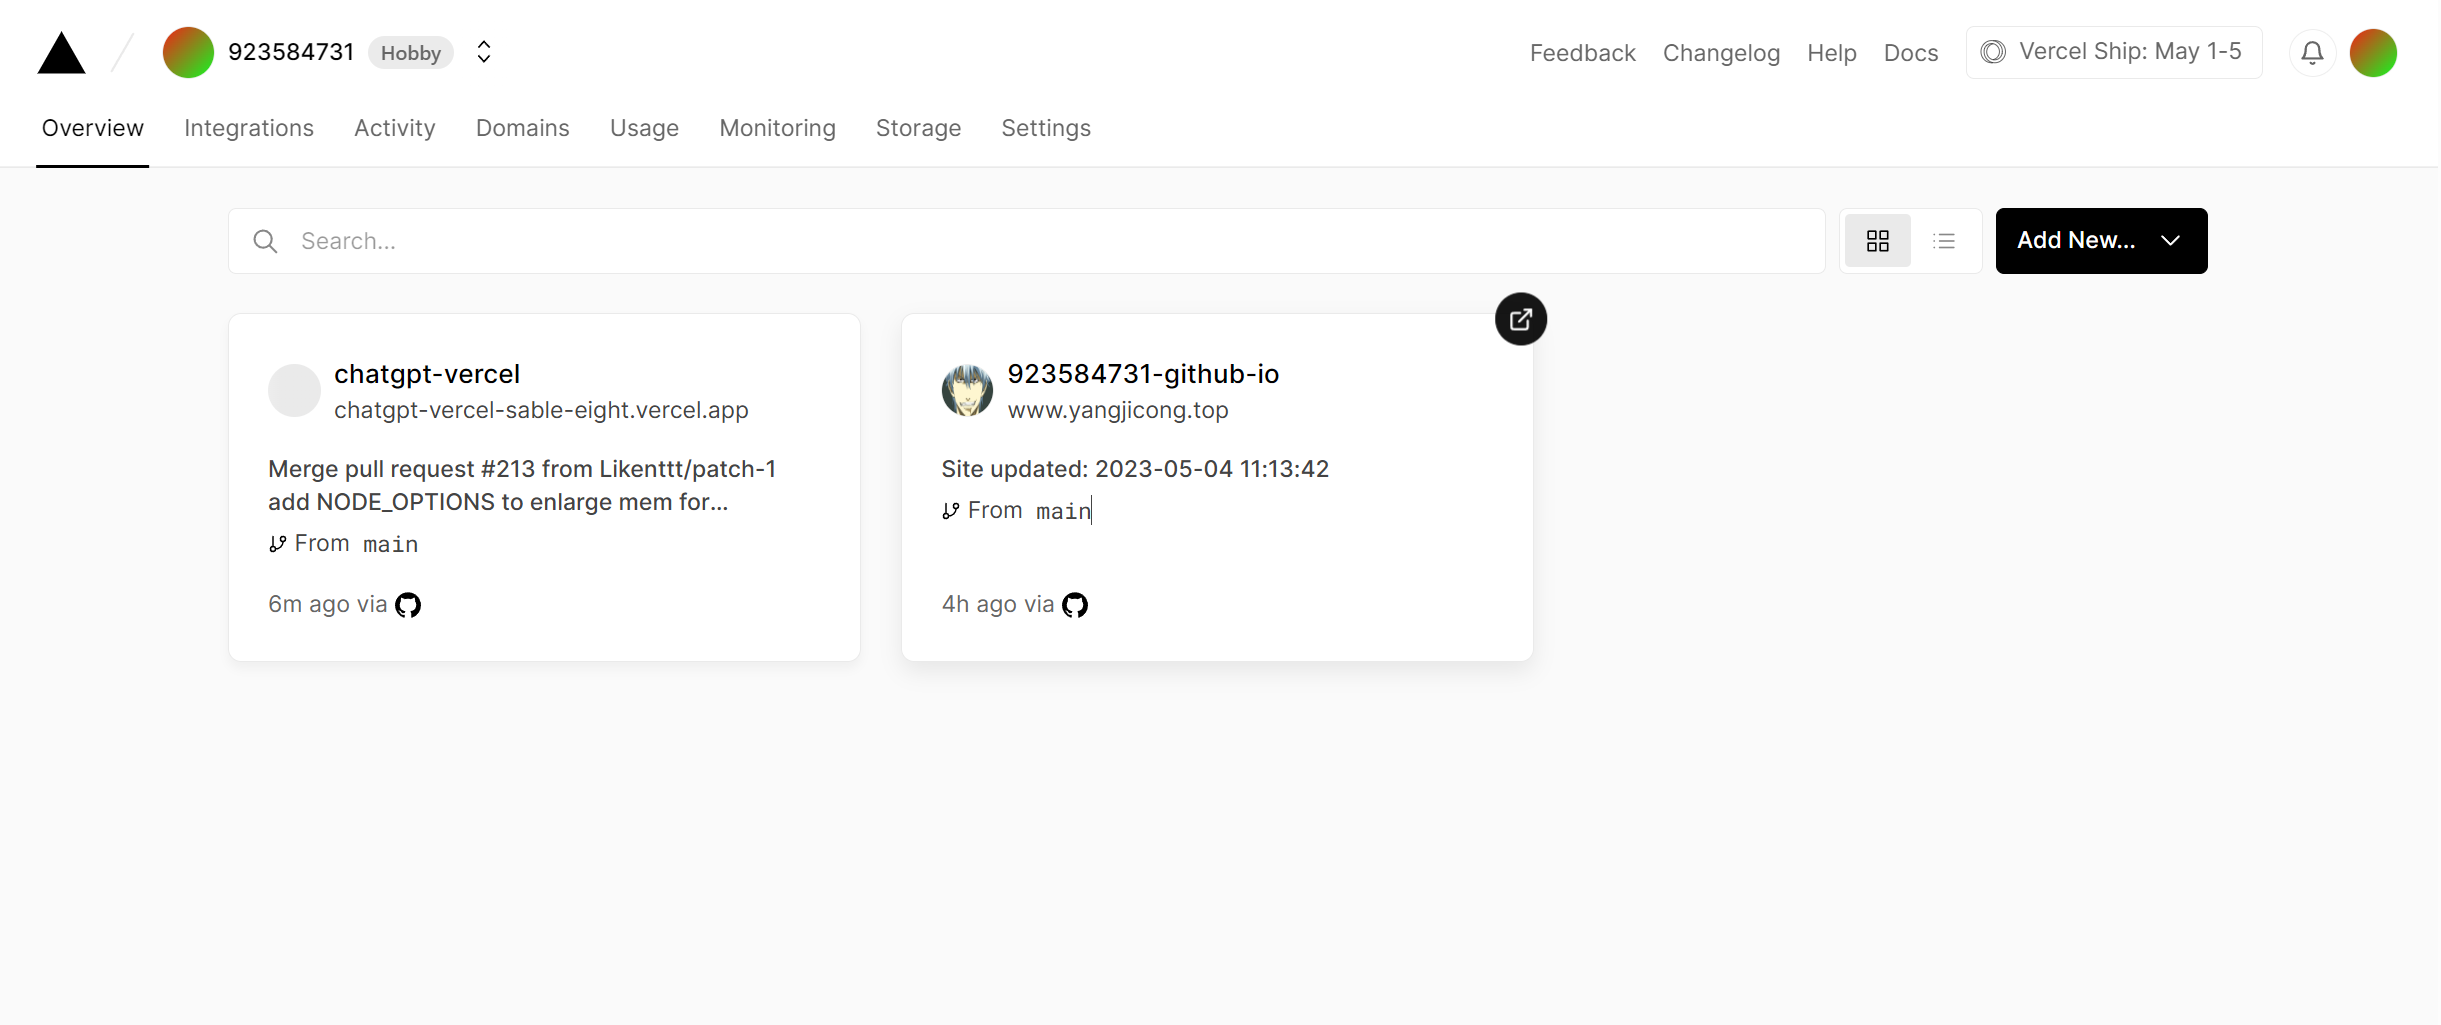 923584731 Hobby
Feedback Changelog Help Docs Vercel Ship: May 1-5
Overview Integrations Activity Domains Usage Monitoring Storage Settings
Search...
Add New...
chatgpt-vercel
chatgpt-vercel-sable-eight.vercel.app
Merge pull request #213 from Likenttt/patch-1
add NODE_OPTIONS to enlarge mem for...
From main
6m ago via
923584731-github-io
www.yangjicong.top
Site updated: 2023-05-04 11:13:42
From main
4h ago via